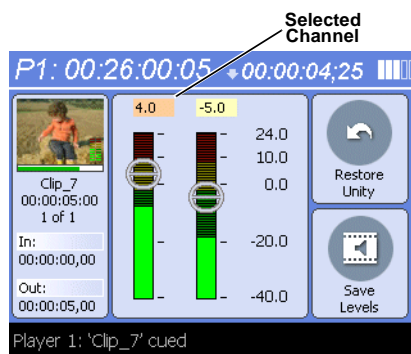 Selected
Channel
P1: 00:26:00:05 00:00:04;25
4.0 -5.0
24.0
10.0
0.0
-20.0
-40.0
Clip_7
00:00:05:00
1 of 1
In:
00:00:00,00
Out:
00:00:05,00
Restore
Unity
Save
Levels
Player 1: 'Clip_7' cued